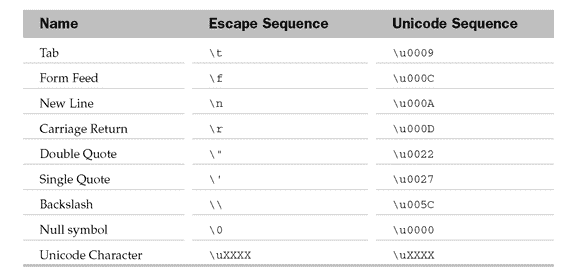 Name Escape Sequence Unicode Sequence
Tab \t \u0009
Form Feed \f \u000C
New Line \n \u000A
Carriage Return \r \u000D
Double Quote \" \u0022
Single Quote \' \u0027
Backslash \\ \u005C
Null symbol \0 \u0000
Unicode Character \uXXXX \uXXXX